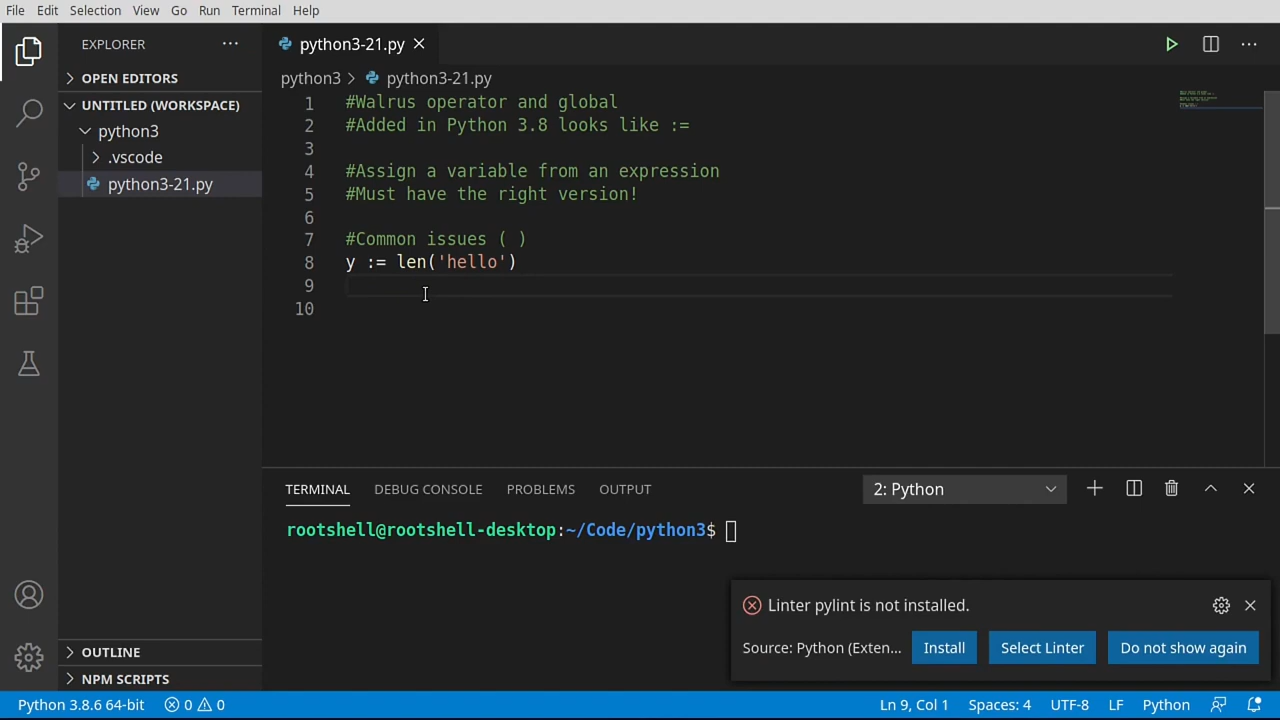 File Edit Selection View Go Run Terminal Help
EXPLORER
OPEN EDITORS
UNTITLED (WORKSPACE)
python3
.vscode
python3-21.py
OUTLINE
NPM SCRIPTS
python3-21.py
python3 > python3-21.py
1 #Walrus operator and global
2 #Added in Python 3.8 looks like :=
3
4 #Assign a variable from an expression
5 #Must have the right version!
6
7 #Common issues ( )
8 y := len('hello')
9
10
TERMINAL DEBUG CONSOLE PROBLEMS OUTPUT 2: Python
rootshell@rootshell-desktop:~/Code/python3$
Linter pylint is not installed.
Source: Python (Exten... Install Select Linter Do not show again
Python 3.8.6 64-bit 0 0 Ln 9, Col 1 Spaces: 4 UTF-8 LF Python